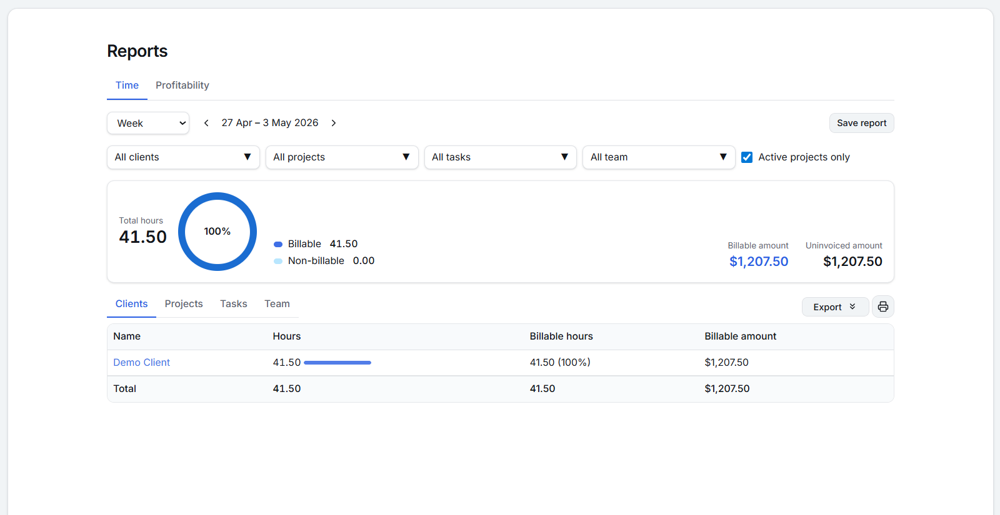 Reports
Time Profitability
Week 27 Apr – 3 May 2026 Save report
All clients All projects All tasks All team Active projects only
Total hours
41.50
100%
Billable 41.50
Non-billable 0.00
Billable amount Uninvoiced amount
$1,207.50 $1,207.50
Clients Projects Tasks Team Export
Name Hours Billable hours Billable amount
Demo Client 41.50 41.50 (100%) $1,207.50
Total 41.50 41.50 $1,207.50